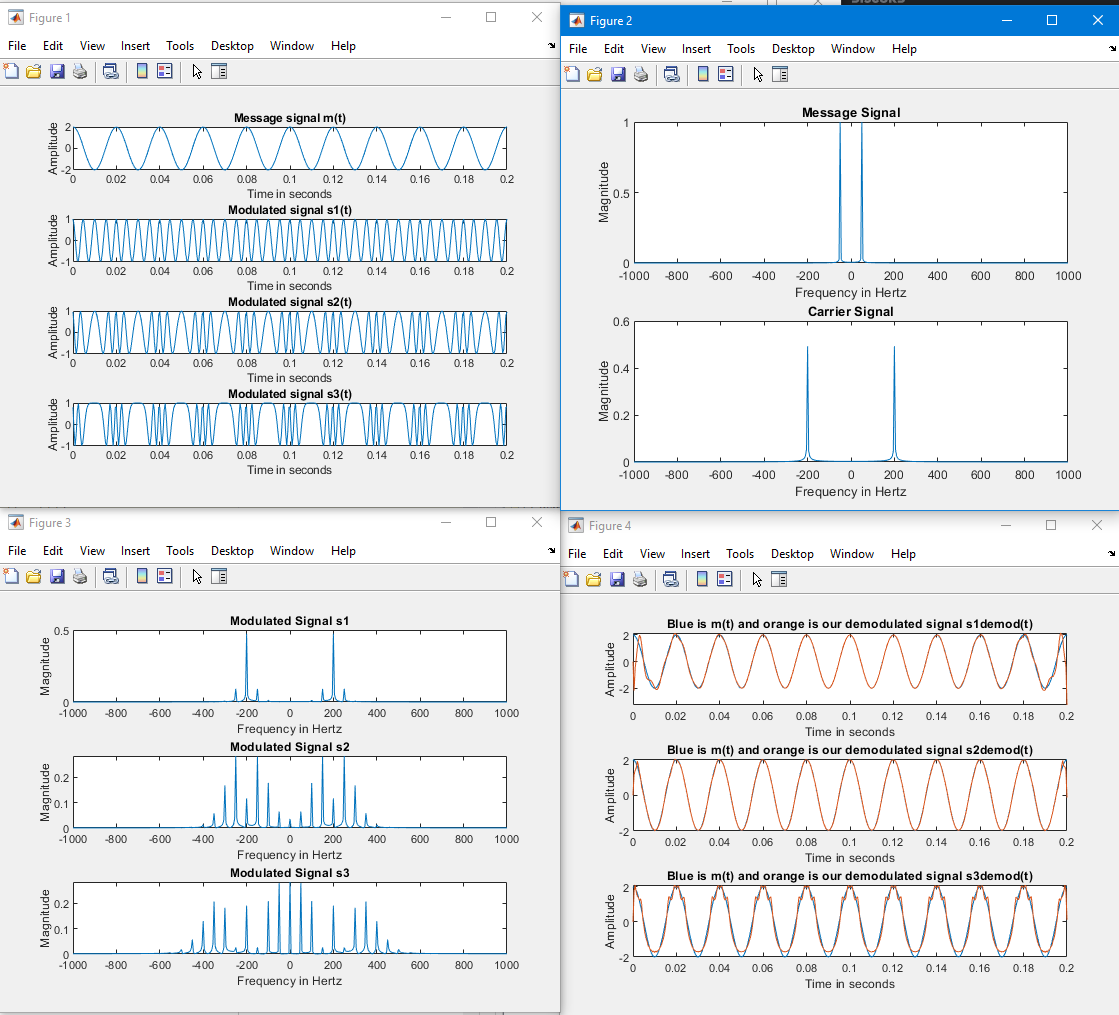 DISCORD
Figure 1
File Edit View Insert Tools Desktop Window Help
Message signal m(t)
Amplitude
2
0
-2
0 0.02 0.04 0.06 0.08 0.1 0.12 0.14 0.16 0.18 0.2
Time in seconds
Modulated signal s1(t)
Amplitude
1
0
-1
0 0.02 0.04 0.06 0.08 0.1 0.12 0.14 0.16 0.18 0.2
Time in seconds
Modulated signal s2(t)
Amplitude
1
0
-1
0 0.02 0.04 0.06 0.08 0.1 0.12 0.14 0.16 0.18 0.2
Time in seconds
Modulated signal s3(t)
Amplitude
1
0
-1
0 0.02 0.04 0.06 0.08 0.1 0.12 0.14 0.16 0.18 0.2
Time in seconds
Figure 2
File Edit View Insert Tools Desktop Window Help
Message Signal
Magnitude
1
0.5
0
-1000 -800 -600 -400 -200 0 200 400 600 800 1000
Frequency in Hertz
Carrier Signal
Magnitude
0.6
0.4
0.2
0
-1000 -800 -600 -400 -200 0 200 400 600 800 1000
Frequency in Hertz
Figure 3
File Edit View Insert Tools Desktop Window Help
Modulated Signal s1
Magnitude
0.5
0
-1000 -800 -600 -400 -200 0 200 400 600 800 1000
Frequency in Hertz
Modulated Signal s2
Magnitude
0.2
0.1
0
-1000 -800 -600 -400 -200 0 200 400 600 800 1000
Frequency in Hertz
Modulated Signal s3
Magnitude
0.2
0.1
0
-1000 -800 -600 -400 -200 0 200 400 600 800 1000
Frequency in Hertz
Figure 4
File Edit View Insert Tools Desktop Window Help
Blue is m(t) and orange is our demodulated signal s1demod(t)
Amplitude
2
0
-2
0 0.02 0.04 0.06 0.08 0.1 0.12 0.14 0.16 0.18 0.2
Time in seconds
Blue is m(t) and orange is our demodulated signal s2demod(t)
Amplitude
2
0
-2
0 0.02 0.04 0.06 0.08 0.1 0.12 0.14 0.16 0.18 0.2
Time in seconds
Blue is m(t) and orange is our demodulated signal s3demod(t)
Amplitude
2
0
-2
0 0.02 0.04 0.06 0.08 0.1 0.12 0.14 0.16 0.18 0.2
Time in seconds